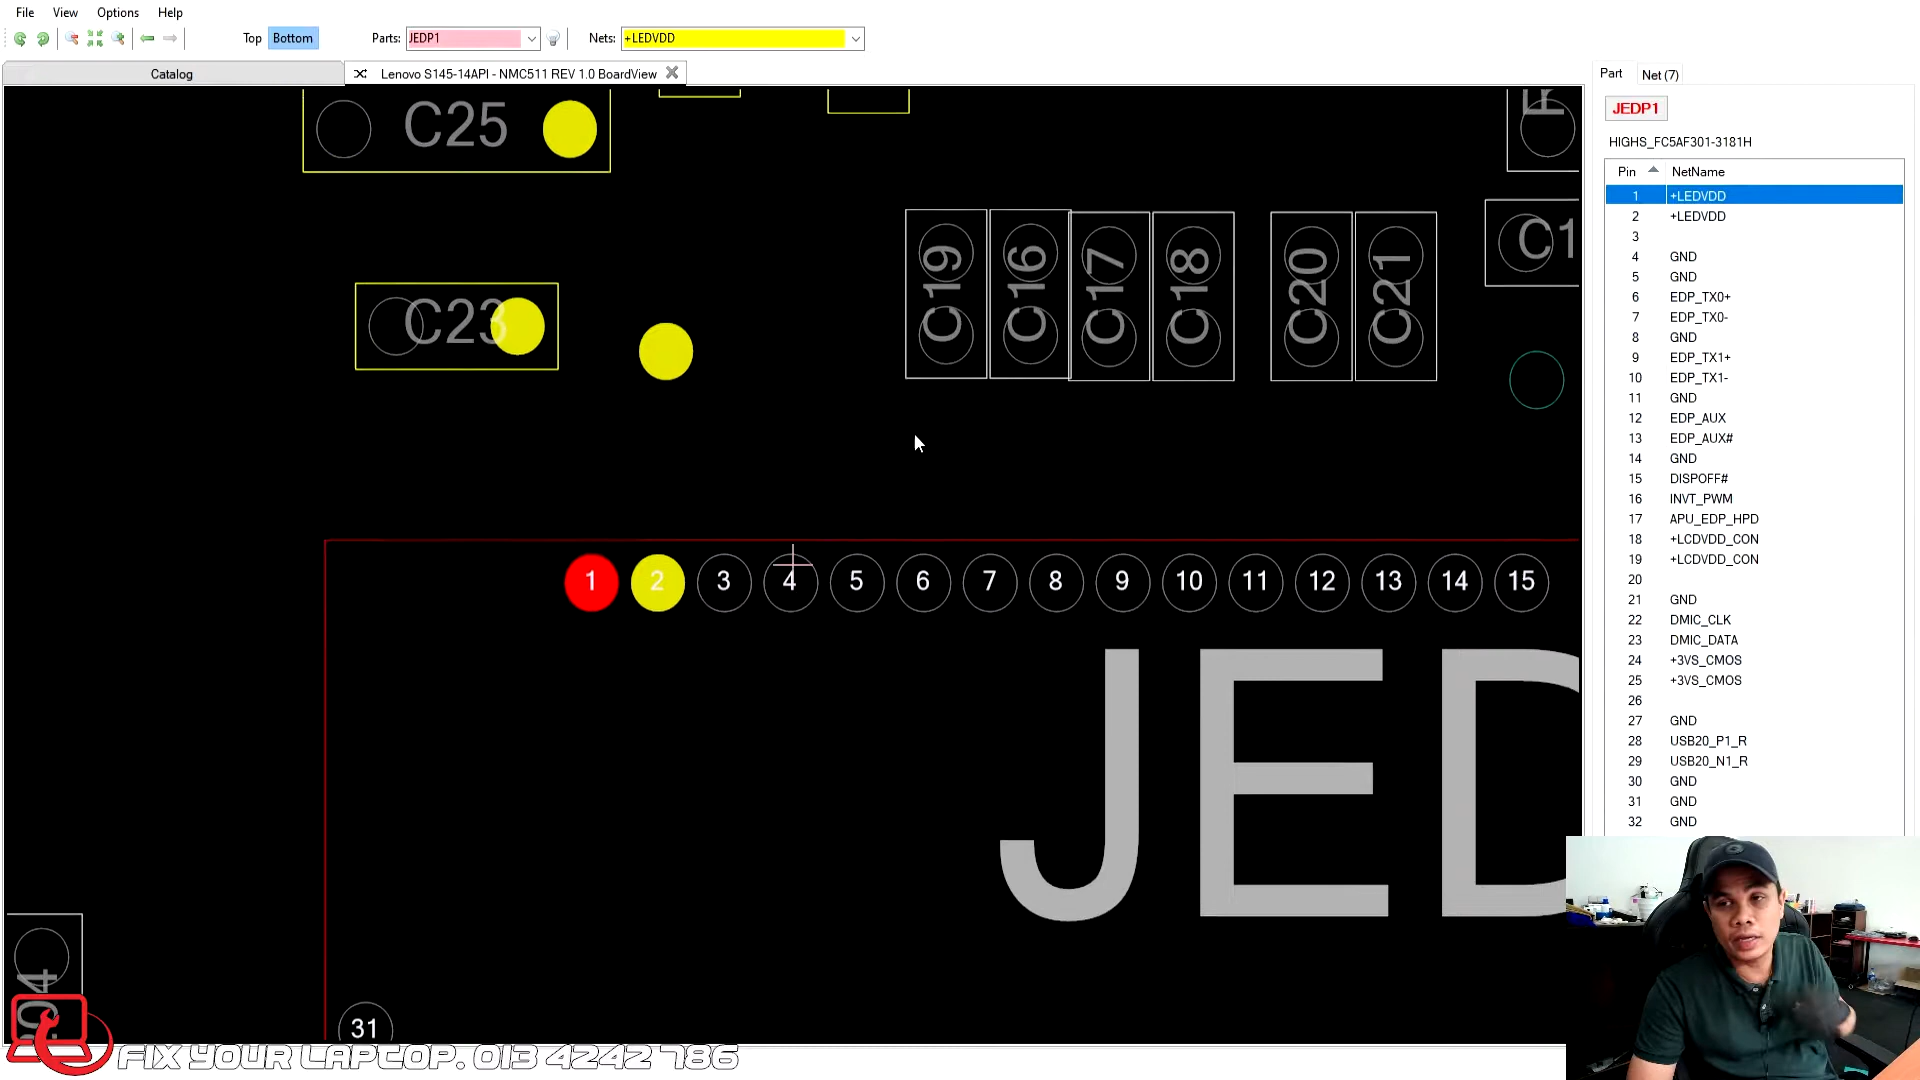 File View Options Help
Top Bottom Parts: JEDP1 Nets: +LEDVDD
Catalog Lenovo S145-14API - NMC511 REV 1.0 BoardView
Part Net (7)
JEDP1
HIGHS_FC5AF301-3181H
Pin NetName
1 +LEDVDD
2 +LEDVDD
3
4 GND
5 GND
6 EDP_TX0+
7 EDP_TX0-
8 GND
9 EDP_TX1+
10 EDP_TX1-
11 GND
12 EDP_AUX
13 EDP_AUX#
14 GND
15 DISPOFF#
16 INVT_PWM
17 APU_EDP_HPD
18 +LCDVDD_CON
19 +LCDVDD_CON
20
21 GND
22 DMIC_CLK
23 DMIC_DATA
24 +3VS_CMOS
25 +3VS_CMOS
26
27 GND
28 USB20_P1_R
29 USB20_N1_R
30 GND
31 GND
32 GND
C25
C23
C19 C16 C17 C18 C20 C21 C1
1 2 3 4 5 6 7 8 9 10 11 12 13 14 15
JED
31
FIX YOUR LAPTOP. 013 4242 786